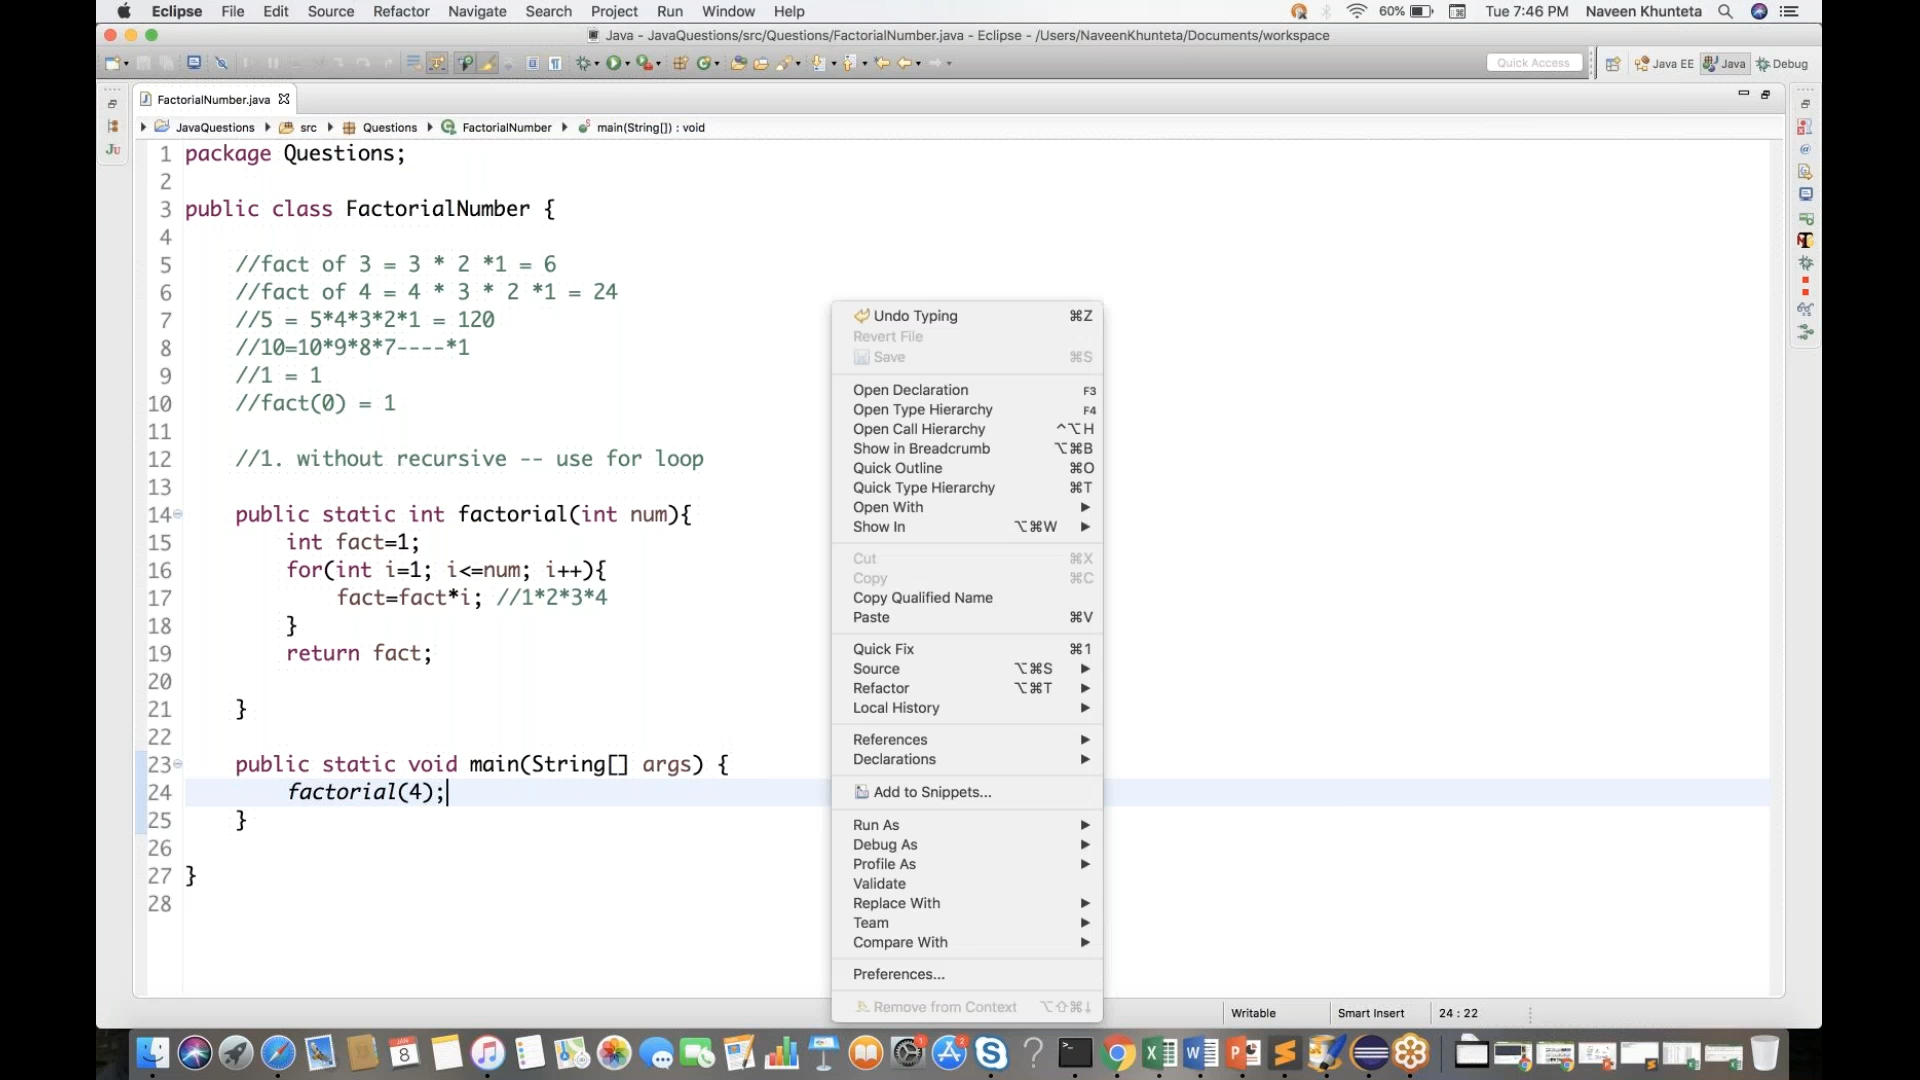 Eclipse File Edit Source Refactor Navigate Search Project Run Window Help 60% Tue 7:46 PM Naveen Khunteta
Java - JavaQuestions/src/Questions/FactorialNumber.java - Eclipse - /Users/NaveenKhunteta/Documents/workspace
Quick Access Java EE Java Debug
FactorialNumber.java
JavaQuestions src Questions FactorialNumber main(String[]) : void
1 package Questions;
2
3 public class FactorialNumber {
4
5 //fact of 3 = 3 * 2 *1 = 6
6 //fact of 4 = 4 * 3 * 2 *1 = 24
7 //5 = 5*4*3*2*1 = 120
8 //10=10*9*8*7----*1
9 //1 = 1
10 //fact(0) = 1
11
12 //1. without recursive -- use for loop
13
14 public static int factorial(int num){
15 int fact=1;
16 for(int i=1; i<=num; i++){
17 fact=fact*i; //1*2*3*4
18 }
19 return fact;
20
21 }
22
23 public static void main(String[] args) {
24 factorial(4);
25 }
26
27 }
28
Undo Typing ⌘Z
Revert File
Save ⌘S
Open Declaration F3
Open Type Hierarchy F4
Open Call Hierarchy ^⌥H
Show in Breadcrumb ⌥⌘B
Quick Outline ⌘O
Quick Type Hierarchy ⌘T
Open With
Show In ⌥⌘W
Cut ⌘X
Copy ⌘C
Copy Qualified Name
Paste ⌘V
Quick Fix ⌘1
Source ⌥⌘S
Refactor ⌥⌘T
Local History
References
Declarations
Add to Snippets...
Run As
Debug As
Profile As
Validate
Replace With
Team
Compare With
Preferences...
Remove from Context ⌥⇧⌘↓
Writable Smart Insert 24 : 22
JAN
8